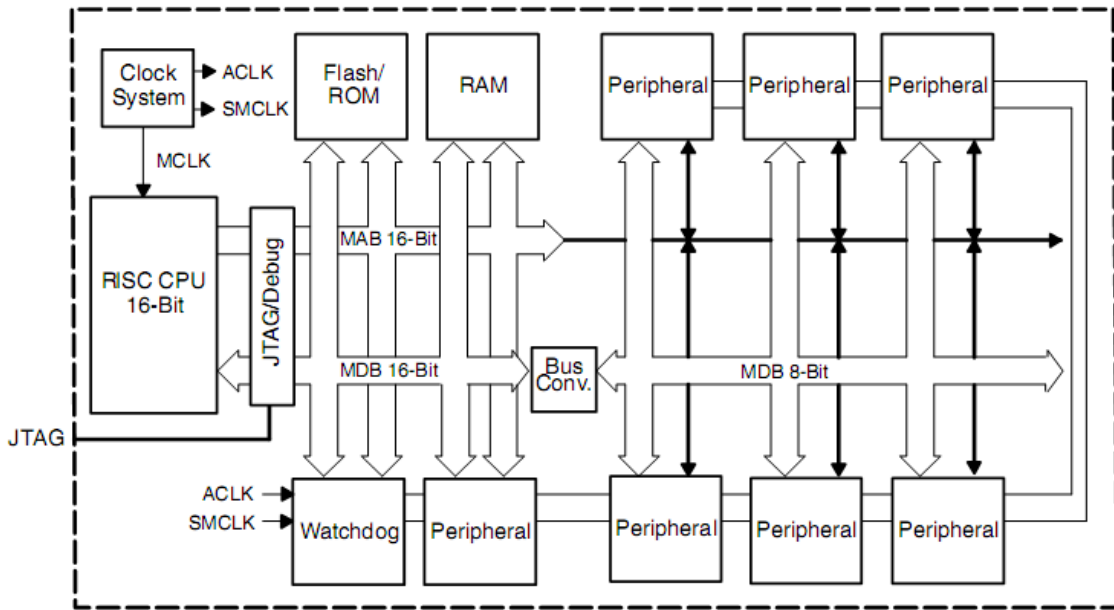 Clock
System
ACLK
SMCLK
MCLK
Flash/
ROM
RAM
Peripheral
Peripheral
Peripheral
RISC CPU
16-Bit
JTAG/Debug
MAB 16-Bit
MDB 16-Bit
Bus
Conv.
MDB 8-Bit
JTAG
ACLK
SMCLK
Watchdog
Peripheral
Peripheral
Peripheral
Peripheral